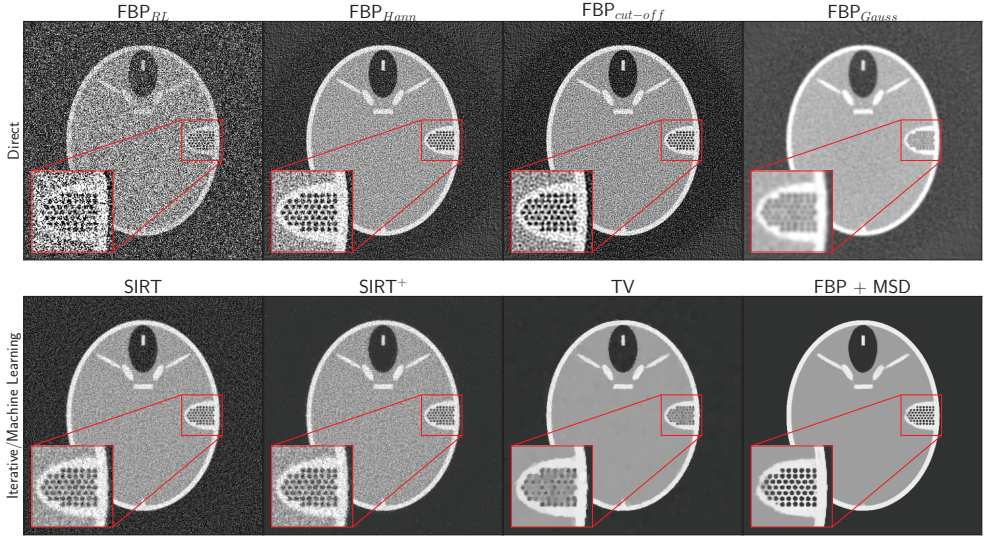 FBP_RL FBP_Hann FBP_cut-off FBP_Gauss
Direct
SIRT SIRT+ TV FBP + MSD
Iterative/Machine Learning